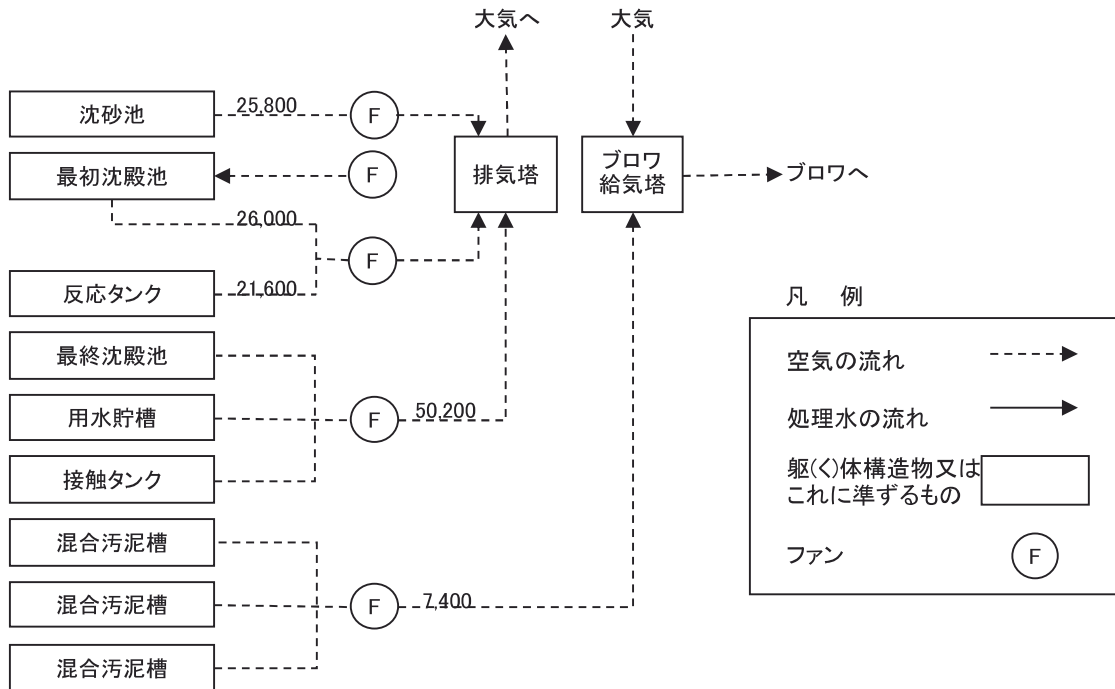 大気へ
大気
沈砂池
25,800
F
最初沈殿池
F
排気塔
ブロワ
給気塔
ブロワへ
26,000
F
反応タンク
21,600
最終沈殿池
用水貯槽
F
50,200
接触タンク
混合汚泥槽
混合汚泥槽
F
7,400
混合汚泥槽
凡 例
空気の流れ
処理水の流れ
躯(く)体構造物又は
これに準ずるもの
ファン
F